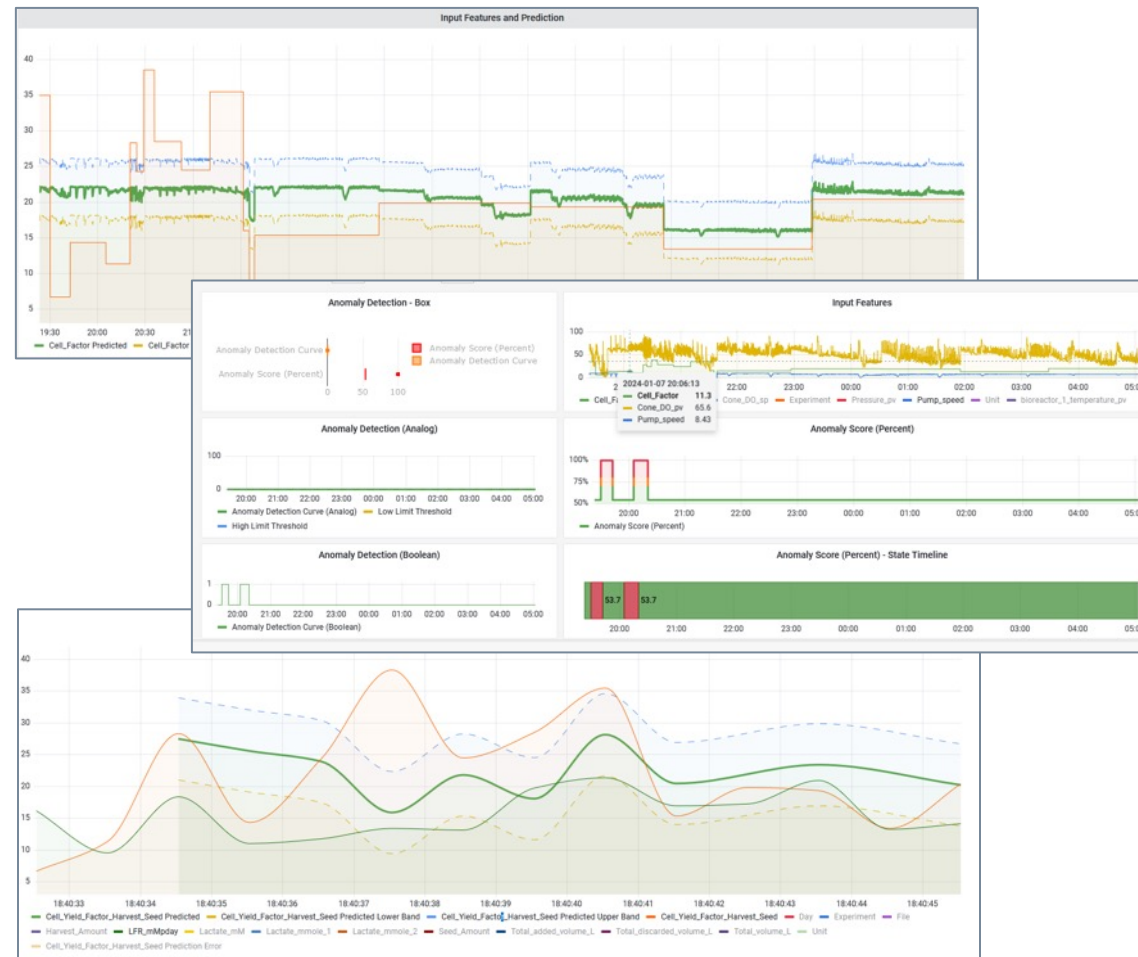 Input Features and Prediction
40
35
30
25
20
15
10
5
19:30 20:00 20:30 21
Cell_Factor Predicted Cell_Factor
Anomaly Detection - Box
Anomaly Detection Curve
Anomaly Score (Percent)
0 50 100
Anomaly Score (Percent)
Anomaly Detection Curve
Input Features
100
50
0
2 22:00 23:00 00:00 01:00 02:00 03:00 04:00 05:0
2024-01-07 20:06:13
Cell_Factor 11.3
Cone_DO_pv 65.6
Pump_speed 8.43
Cell_Fa Cone_DO_sp Experiment Pressure_pv Pump_speed Unit bioreactor_1_temperature_pv
Anomaly Detection (Analog)
100
0
20:00 21:00 22:00 23:00 00:00 01:00 02:00 03:00 04:00 05:00
Anomaly Detection Curve (Analog) Low Limit Threshold
High Limit Threshold
Anomaly Score (Percent)
100%
75%
50%
20:00 21:00 22:00 23:00 00:00 01:00 02:00 03:00 04:00 05:0
Anomaly Score (Percent)
Anomaly Detection (Boolean)
1
0
20:00 21:00 22:00 23:00 00:00 01:00 02:00 03:00 04:00 05:00
Anomaly Detection Curve (Boolean)
Anomaly Score (Percent) - State Timeline
53.7 53.7
20:00 21:00 22:00 23:00 00:00 01:00 02:00 03:00 04:00 05:0
40
35
30
25
20
15
10
5
18:40:33 18:40:34 18:40:35 18:40:36 18:40:37 18:40:38 18:40:39 18:40:40 18:40:41 18:40:42 18:40:43 18:40:44 18:40:45
Cell_Yield_Factor_Harvest_Seed Predicted Cell_Yield_Factor_Harvest_Seed Predicted Lower Band Cell_Yield_Factor_Harvest_Seed Predicted Upper Band Cell_Yield_Factor_Harvest_Seed Day Experiment File
Harvest_Amount LFR_mMpday Lactate_mM Lactate_mmole_1 Lactate_mmole_2 Seed_Amount Total_added_volume_L Total_discarded_volume_L Total_volume_L Unit
Cell_Yield_Factor_Harvest_Seed Prediction Error